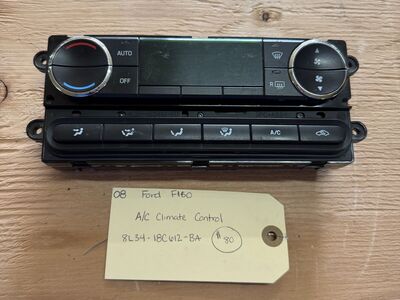 AUTO
OFF
R
A/C
08 Ford F150
A/C Climate Control
8L34-18C612-BA $80